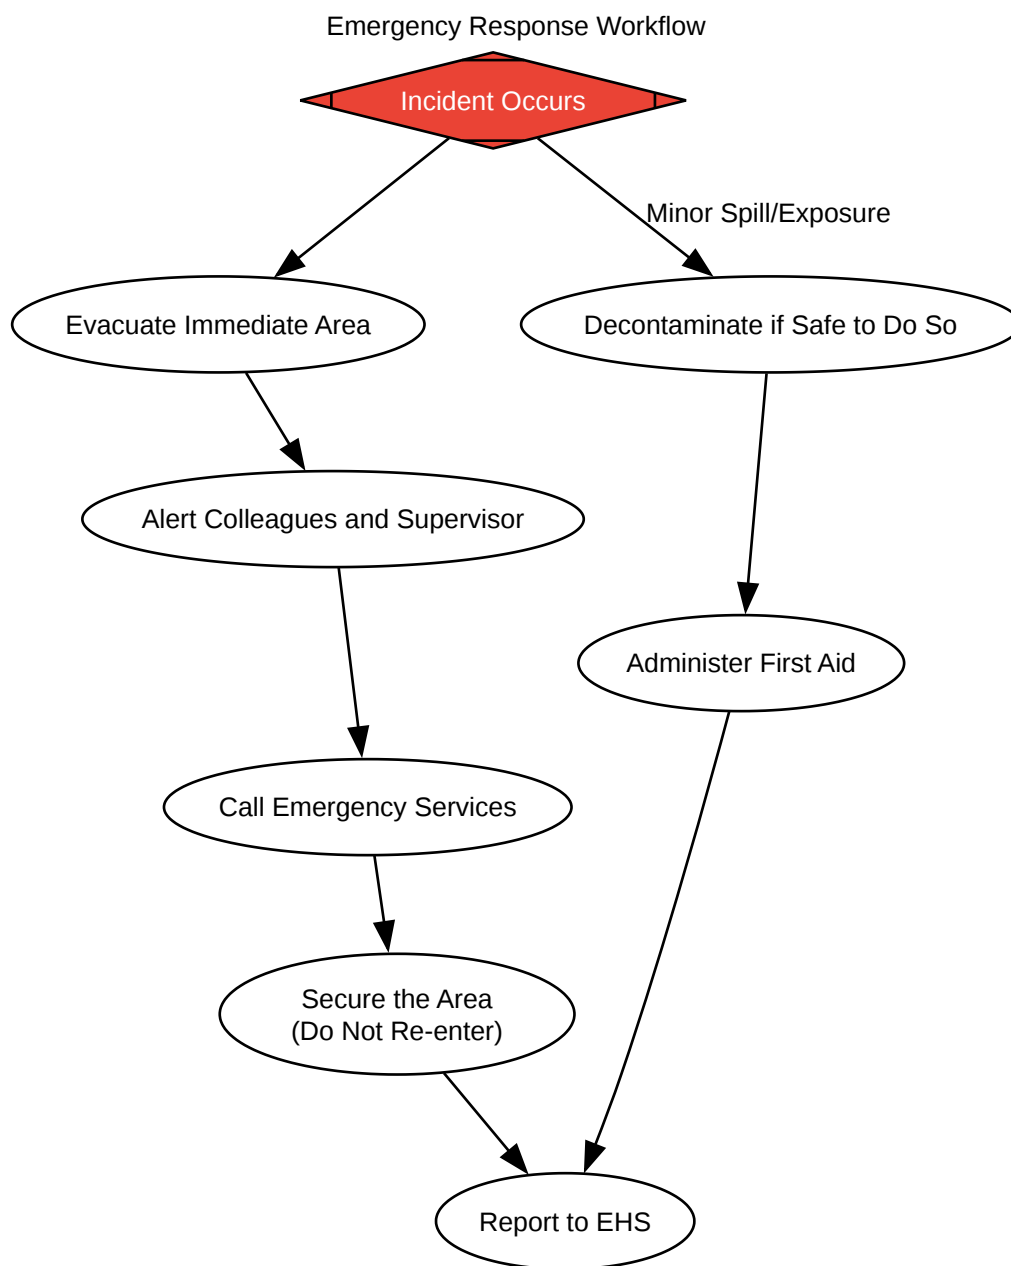 Emergency Response Workflow
Incident Occurs
Minor Spill/Exposure
Evacuate Immediate Area
Decontaminate if Safe to Do So
Alert Colleagues and Supervisor
Administer First Aid
Call Emergency Services
Secure the Area
(Do Not Re-enter)
Report to EHS